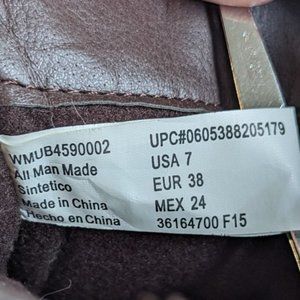 WMUB4590002
All Man Made
Sintetico
Made in China
Hecho en China
UPC#0605388205179
USA 7
EUR 38
MEX 24
36164700 F15